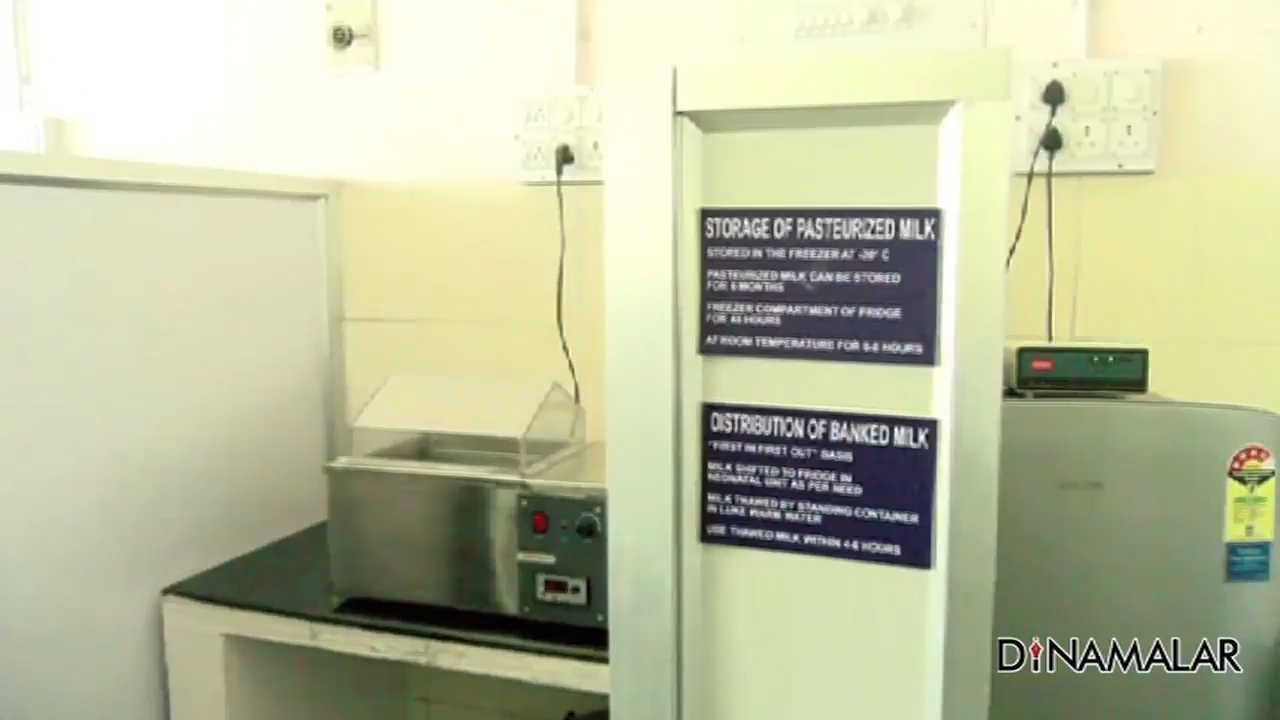 STORAGE OF PASTEURIZED MILK
STORED IN THE FREEZER AT -20° C
PASTEURIZED MILK CAN BE STORED
FOR 6 MONTHS
FREEZER COMPARTMENT OF FRIDGE
FOR 48 HOURS
AT ROOM TEMPERATURE FOR 6-8 HOURS
DISTRIBUTION OF BANKED MILK
"FIRST IN FIRST OUT" BASIS
MILK SHIFTED TO FRIDGE IN
NEONATAL UNIT AS PER NEED
MILK THAWED BY STANDING CONTAINER
IN LUKE WARM WATER
USE THAWED MILK WITHIN 4-6 HOURS
DINAMALAR